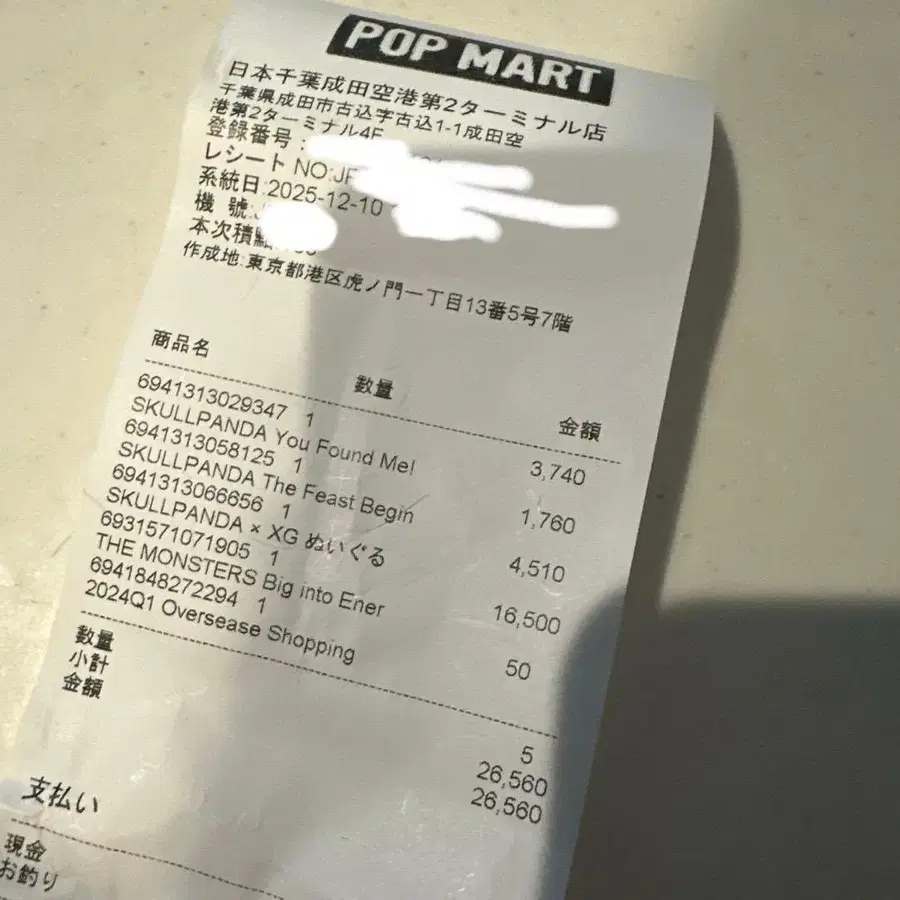 POP MART
日本千葉成田空港第2ターミナル店
千葉県成田市古込字古込1-1成田空
港第2ターミナル4F
登録番号:
レシート NO:
系統日:2025-12-10
機 號:
本次積點
作成地:東京都港区虎ノ門一丁目13番5号7階
商品名 数量 金額
6941313029347 1
SKULLPANDA You Found Me! 3,740
6941313058125 1
SKULLPANDA The Feast Begin 1,760
6941313066656 1
SKULLPANDA × XG ぬいぐる 4,510
6931571071905 1
THE MONSTERS Big into Ener 16,500
6941848272294 1
2024Q1 Oversease Shopping 50
数量 5
小計 26,560
金額 26,560
支払い
現金
お釣り